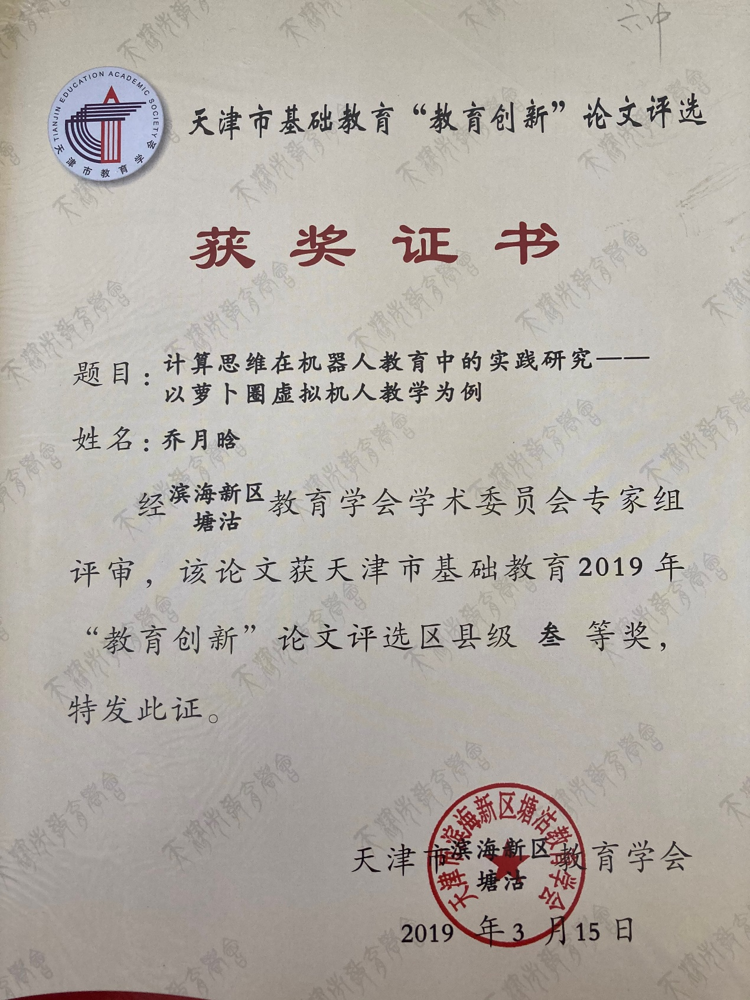 六中
TIANJIN EDUCATION ACADEMIC SOCIETY
天津市教育学会
天津市基础教育“教育创新”论文评选
获奖证书
题目：计算思维在机器人教育中的实践研究——
以萝卜圈虚拟机人教学为例
姓名：乔月晗
经滨海新区塘沽教育学会学术委员会专家组
评审，该论文获天津市基础教育2019年
“教育创新”论文评选区县级 叁 等奖，
特发此证。
天津市滨海新区塘沽教育学会
天津市滨海新区塘沽教育学会
2019 年 3 月 15 日